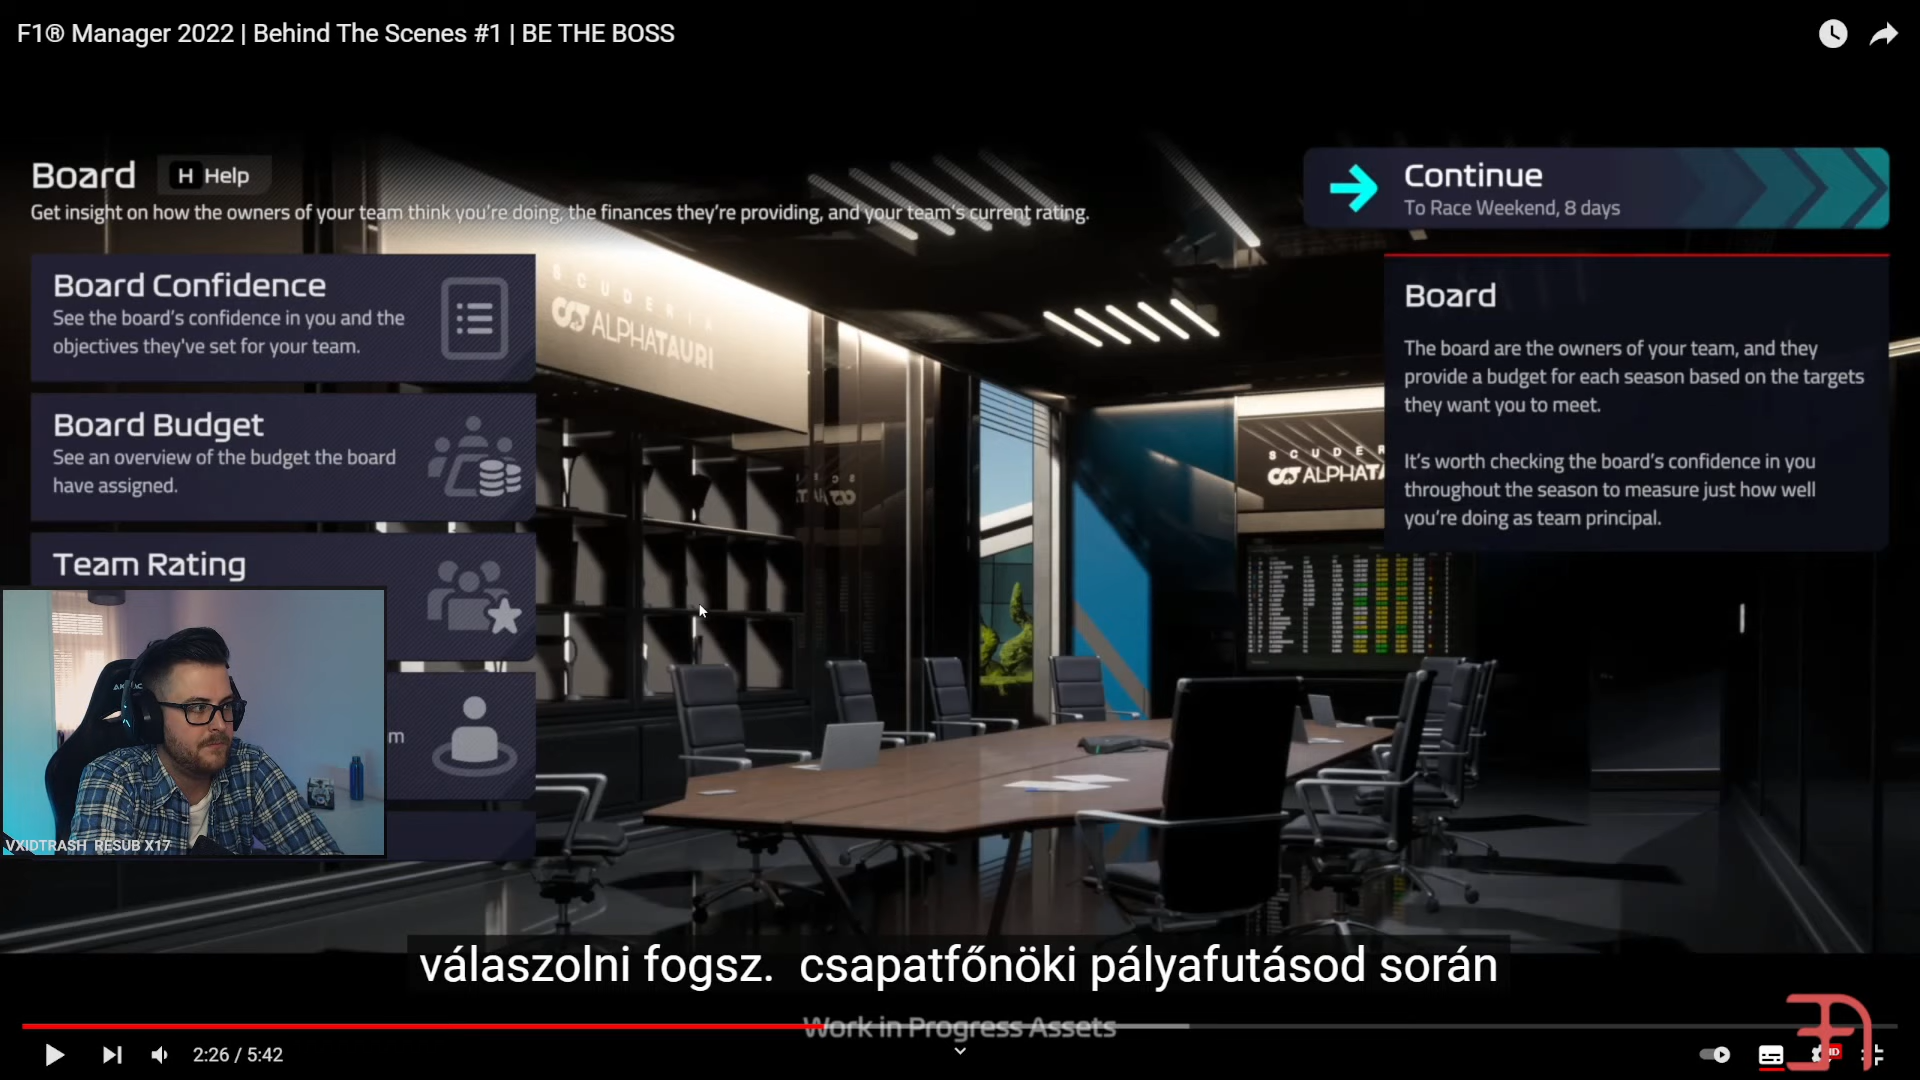 F1® Manager 2022 | Behind The Scenes #1 | BE THE BOSS
Board
H Help
Get insight on how the owners of your team think you're doing, the finances they're providing, and your team's current rating.
Continue
To Race Weekend, 8 days
Board Confidence
See the board's confidence in you and the
objectives they've set for your team.
Board Budget
See an overview of the budget the board
have assigned.
Team Rating
m
SCUDERIA
ALPHATAURI
SCUDER
ALPHATA
Board
The board are the owners of your team, and they
provide a budget for each season based on the targets
they want you to meet.
It's worth checking the board's confidence in you
throughout the season to measure just how well
you're doing as team principal.
VXIDTRASH RESUB X17
válaszolni fogsz. csapatfőnöki pályafutásod során
Work in Progress Assets
2:26 / 5:42
HD